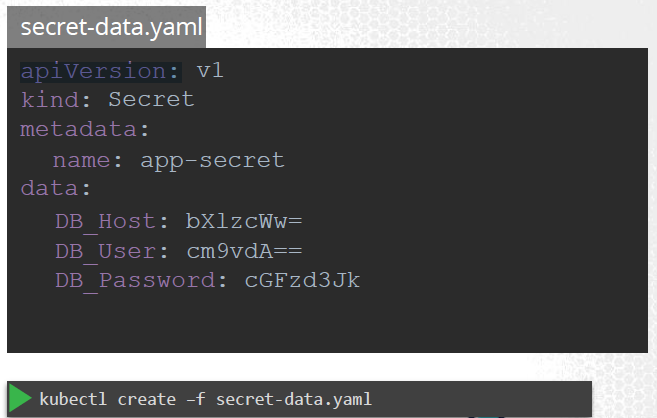 secret-data.yaml
apiVersion: v1
kind: Secret
metadata:
name: app-secret
data:
DB_Host: bXlzcWw=
DB_User: cm9vdA==
DB_Password: cGFzd3Jk
kubectl create –f secret-data.yaml